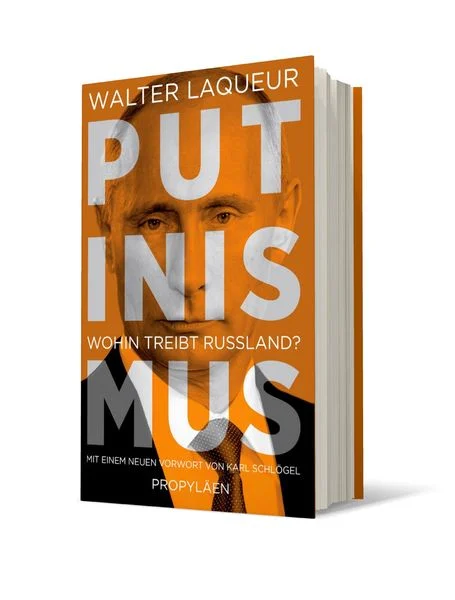 WALTER LAQUEUR
PUT
INIS
WOHIN TREIBT RUSSLAND?
MUS
MIT EINEM NEUEN VORWORT VON KARL SCHLÖGEL
PROPYLÄEN